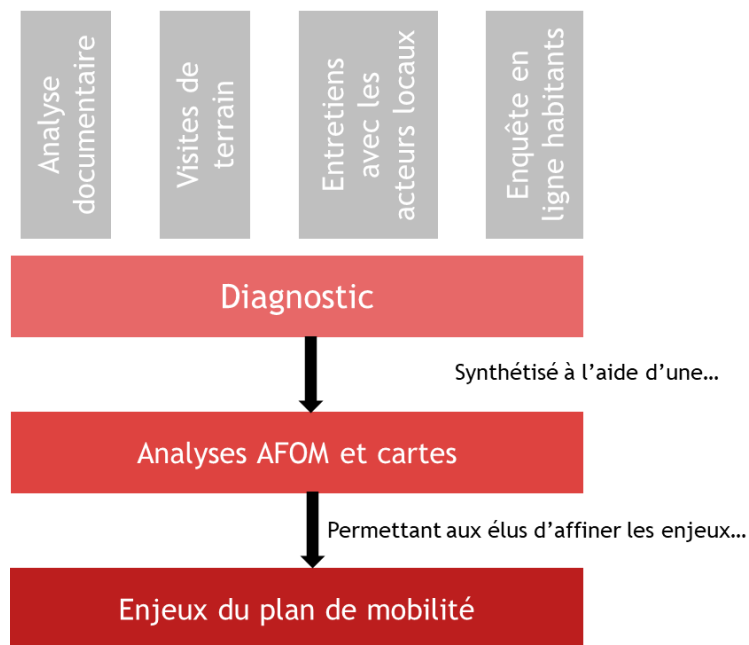 Analyse
documentaire
Visites de
terrain
Entretiens
avec les
acteurs locaux
Enquête en
ligne habitants
Diagnostic
Synthétisé à l’aide d’une…
Analyses AFOM et cartes
Permettant aux élus d’affiner les enjeux…
Enjeux du plan de mobilité